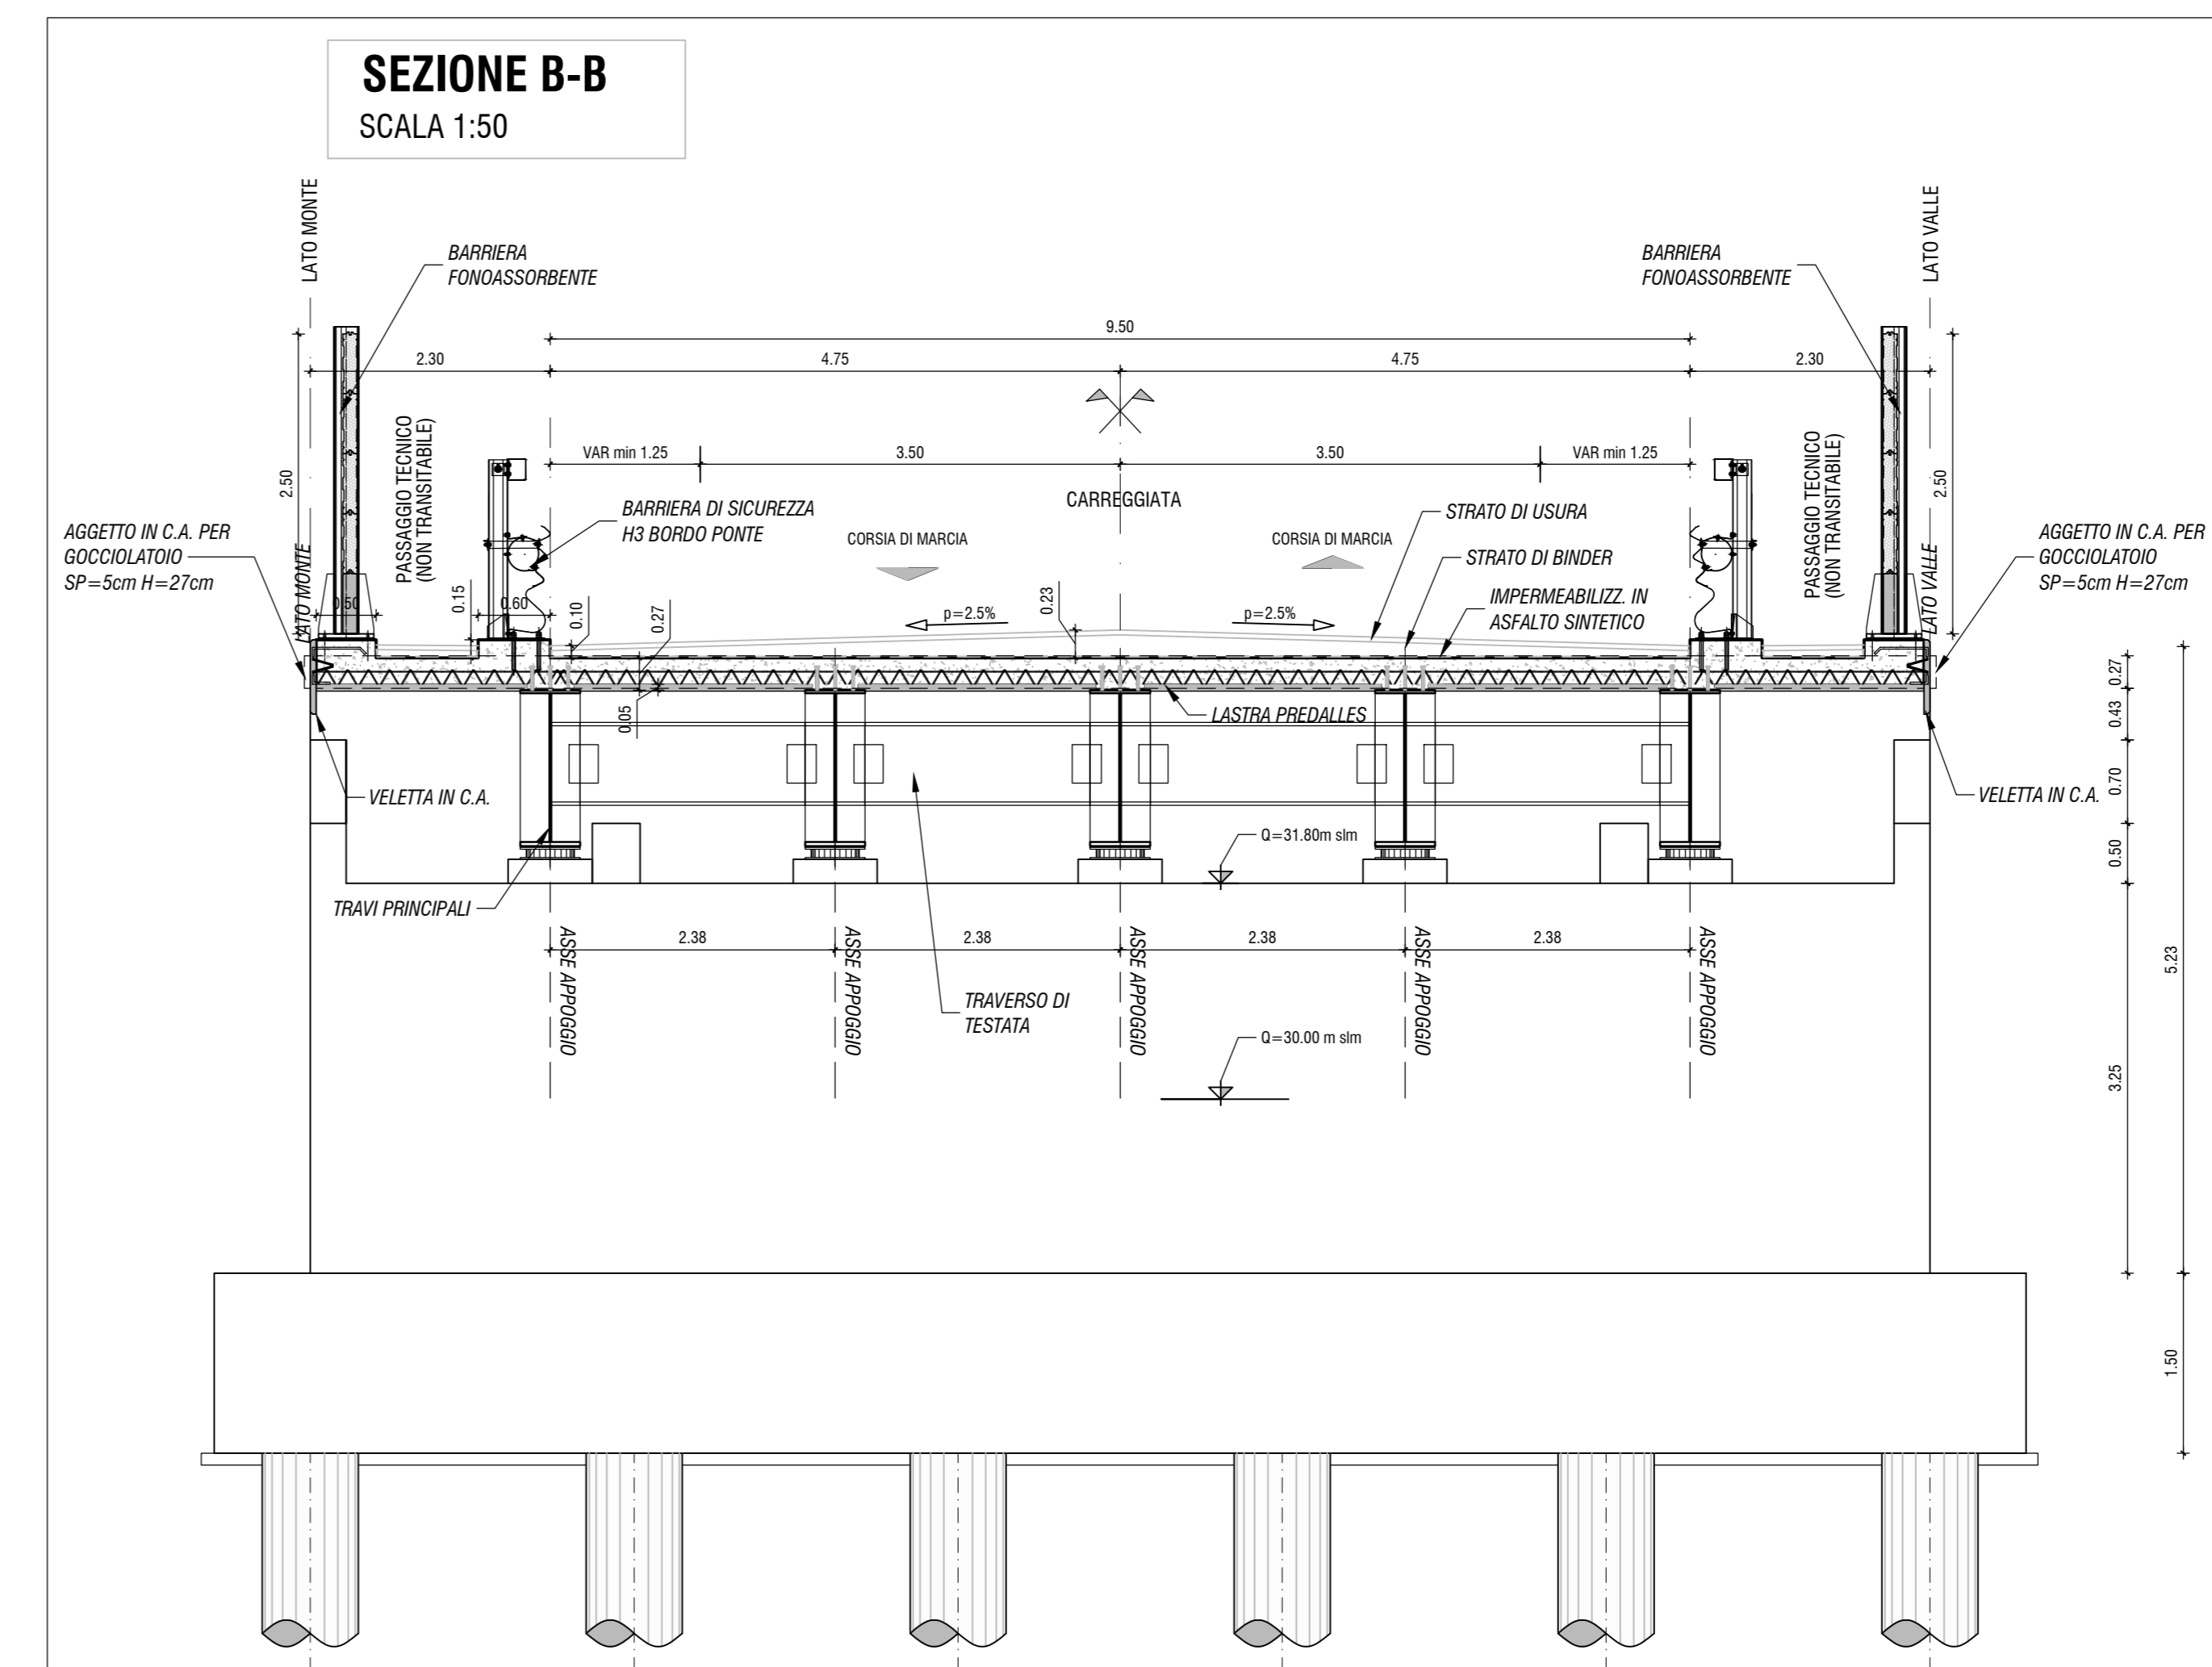 SEZIONE B-B
SCALA 1:50
LATO MONTE
LATO VALLE
BARRIERA
FONOASSORBENTE
BARRIERA
FONOASSORBENTE
9.50
2.30
4.75
4.75
2.30
PASSAGGIO TECNICO
(NON TRANSITABILE)
PASSAGGIO TECNICO
(NON TRANSITABILE)
VAR min 1.25
3.50
3.50
VAR min 1.25
2.50
2.50
CARREGGIATA
BARRIERA DI SICUREZZA
H3 BORDO PONTE
STRATO DI USURA
AGGETTO IN C.A. PER
GOCCIOLATOIO
SP=5cm H=27cm
AGGETTO IN C.A. PER
GOCCIOLATOIO
SP=5cm H=27cm
CORSIA DI MARCIA
CORSIA DI MARCIA
STRATO DI BINDER
LATO MONTE
LATO VALLE
IMPERMEABILIZZ. IN
ASFALTO SINTETICO
0.50
0.15
0.60
0.10
0.27
p=2.5%
0.23
p=2.5%
0.05
LASTRA PREDALLES
0.27
0.43
0.70
0.50
VELETTA IN C.A.
VELETTA IN C.A.
Q=31.80m slm
TRAVI PRINCIPALI
2.38
2.38
2.38
2.38
ASSE APPOGGIO
ASSE APPOGGIO
ASSE APPOGGIO
ASSE APPOGGIO
ASSE APPOGGIO
TRAVERSO DI
TESTATA
Q=30.00 m slm
5.23
3.25
1.50